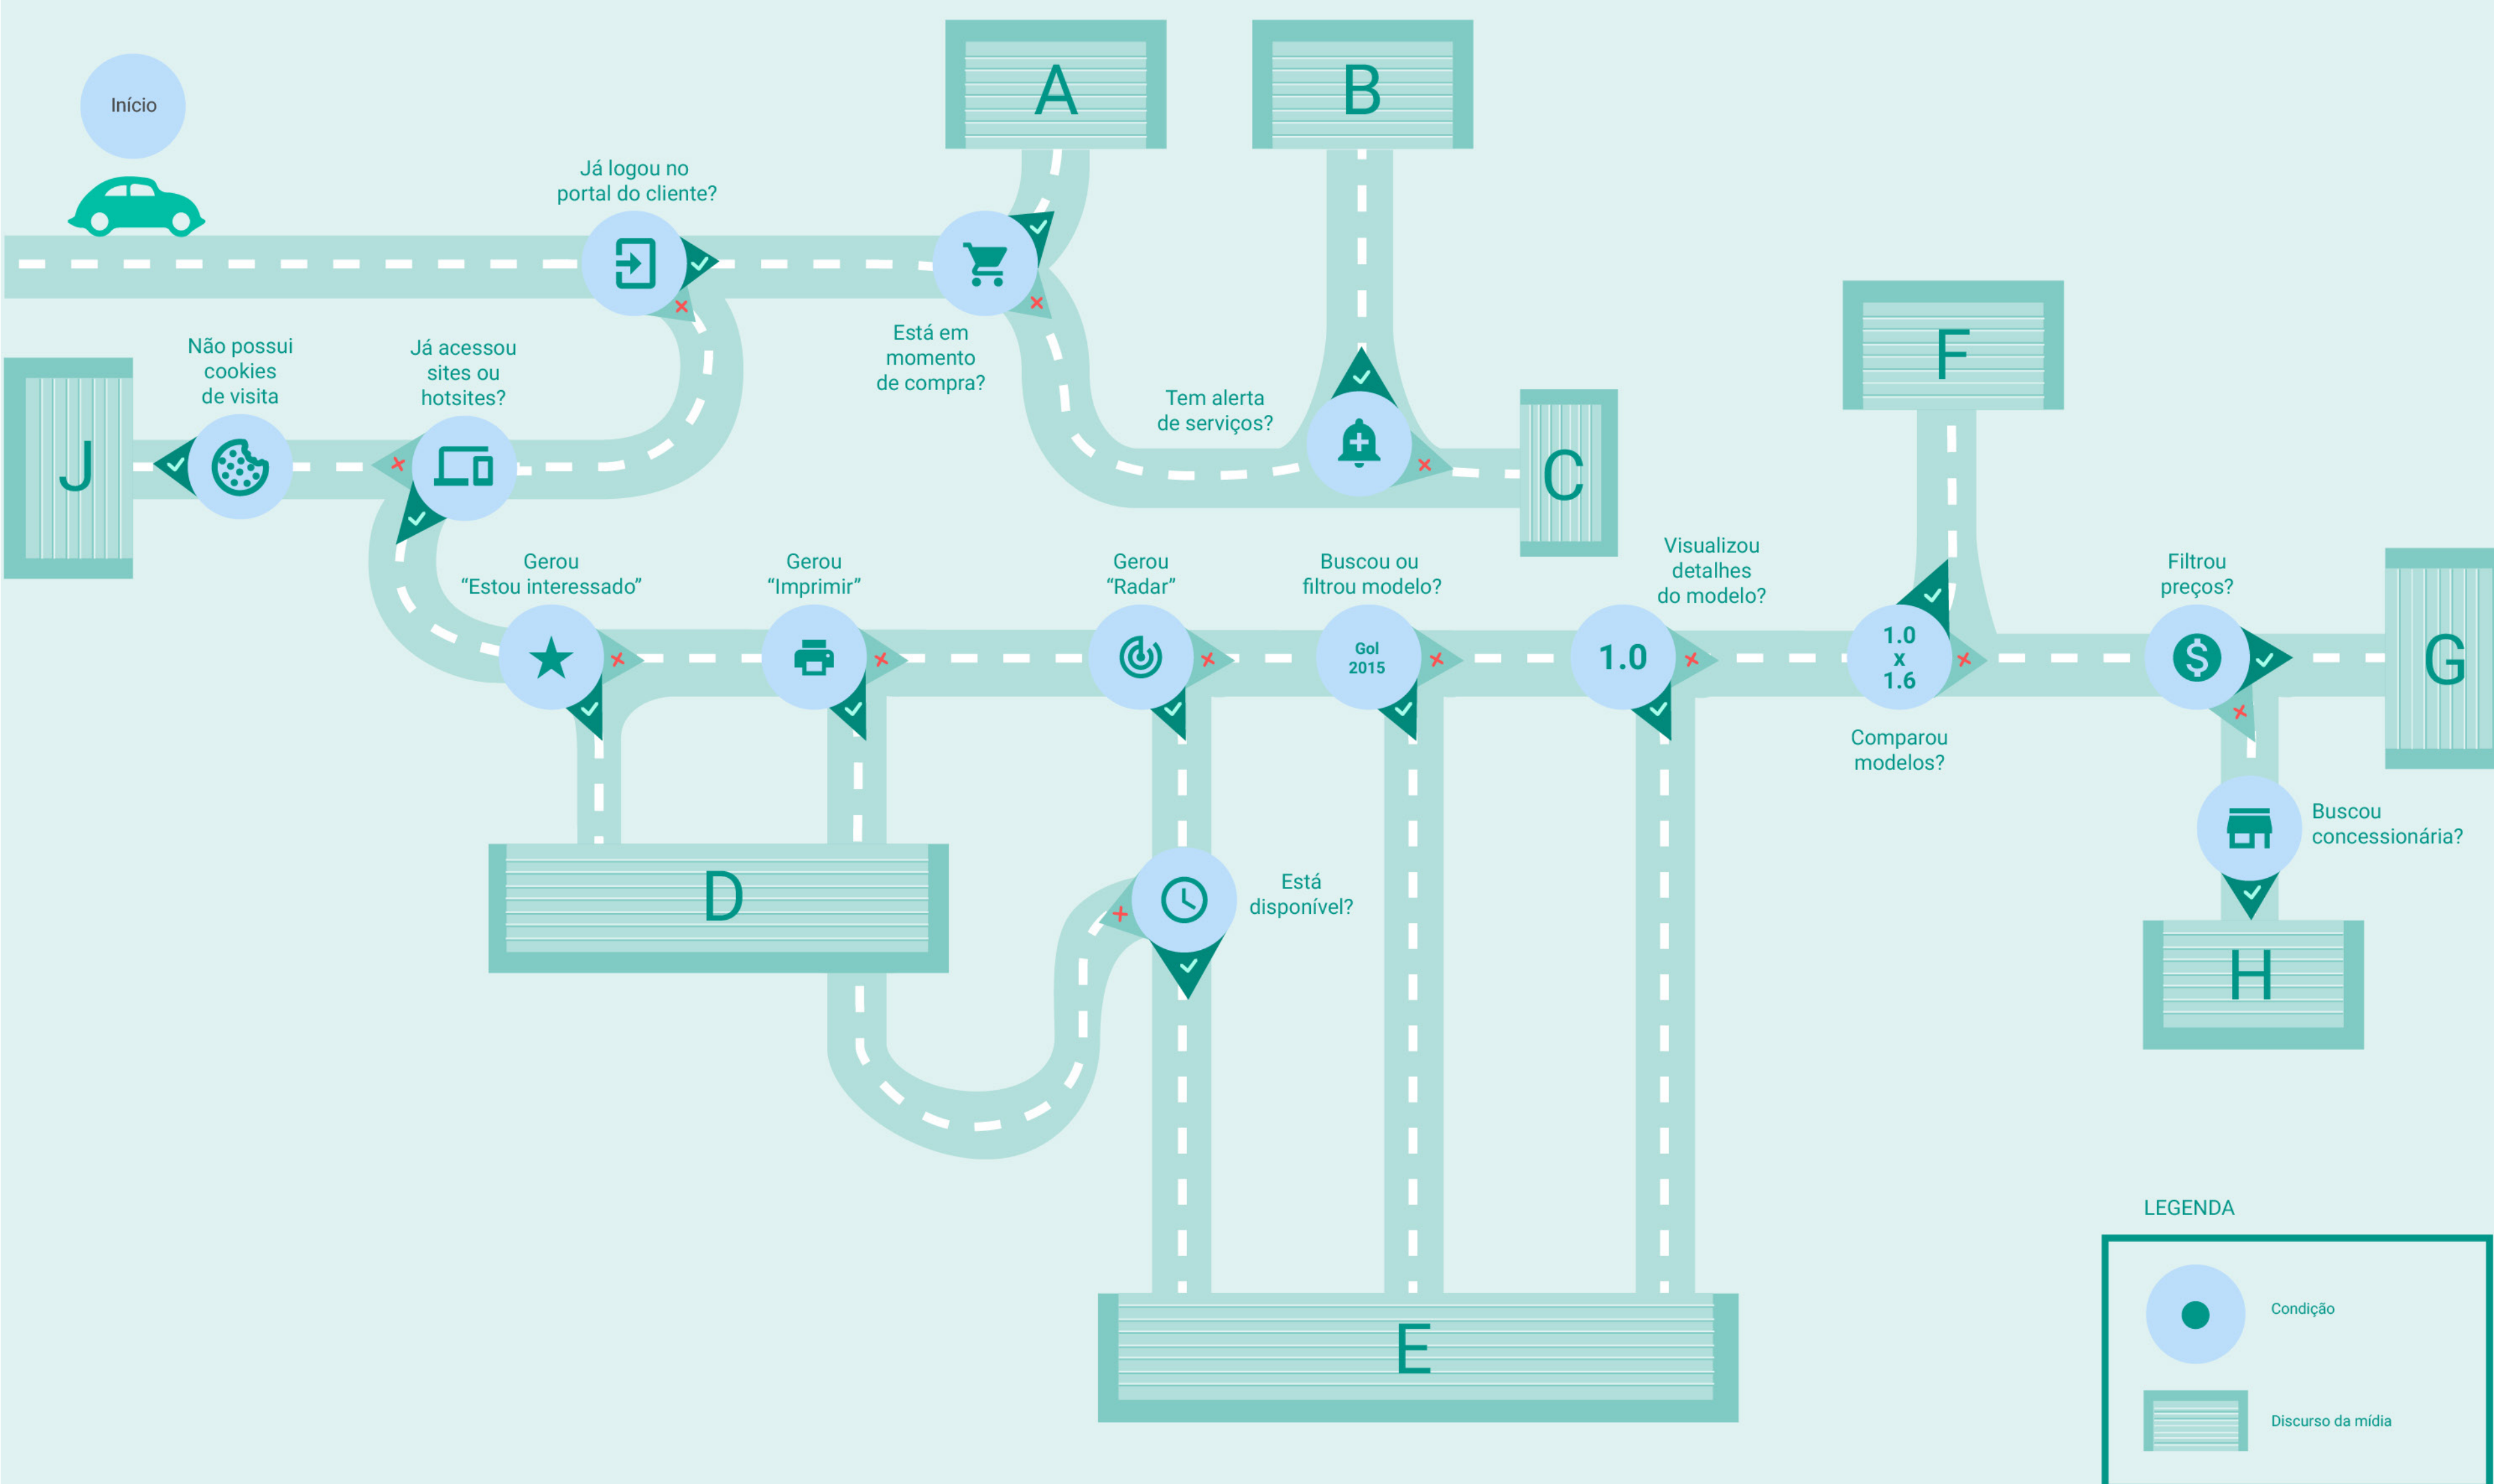 Início
A
B
Já logou no
portal do cliente?
Está em
momento
de compra?
Tem alerta
de serviços?
C
F
Não possui
cookies
de visita
Já acessou
sites ou
hotsites?
J
Gerou
“Estou interessado”
Gerou
“Imprimir”
Gerou
“Radar”
Buscou ou
filtrou modelo?
Visualizou
detalhes
do modelo?
Filtrou
preços?
Gol
2015
1.0
1.0
x
1.6
$
G
Comparou
modelos?
Buscou
concessionária?
D
Está
disponível?
H
E
LEGENDA
Condição
Discurso da mídia